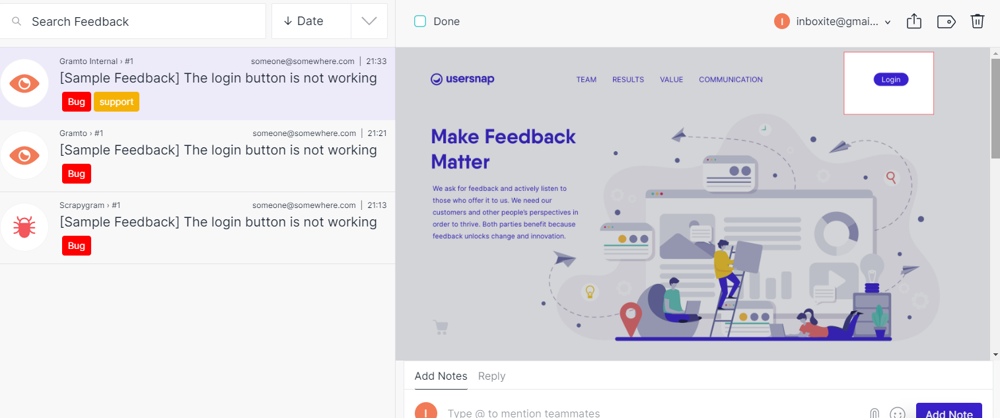 Search Feedback
↓ Date
Gramto Internal › #1
someone@somewhere.com | 21:33
[Sample Feedback] The login button is not working
Bug support
Gramto › #1
someone@somewhere.com | 21:21
[Sample Feedback] The login button is not working
Bug
Scrapygram › #1
someone@somewhere.com | 21:13
[Sample Feedback] The login button is not working
Bug
Done
I inboxite@gmai...
usersnap
TEAM RESULTS VALUE COMMUNICATION
Login
Make Feedback
Matter
We ask for feedback and actively listen to
those who offer it to us. We need our
customers and other people's perspectives in
order to thrive. Both parties benefit because
feedback unlocks change and innovation.
Add Notes Reply
I Type @ to mention teammates
Add Note